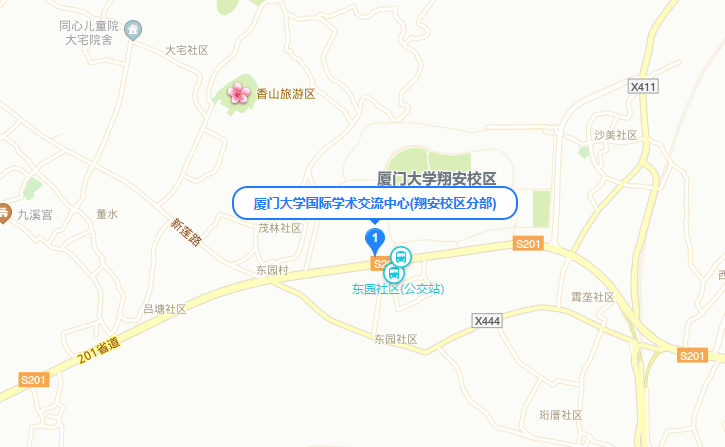 同心儿童院
大宅院舍
大宅社区
X411
香山旅游区
沙美社区
厦门大学翔安校区
厦门大学国际学术交流中心(翔安校区分部)
九溪宫
董水
新莲路
茂林社区
1
S201
东园村
东园社区(公交站)
霄垄社区
吕塘社区
X444
东园社区
201省道
S201
S201
珩厝社区